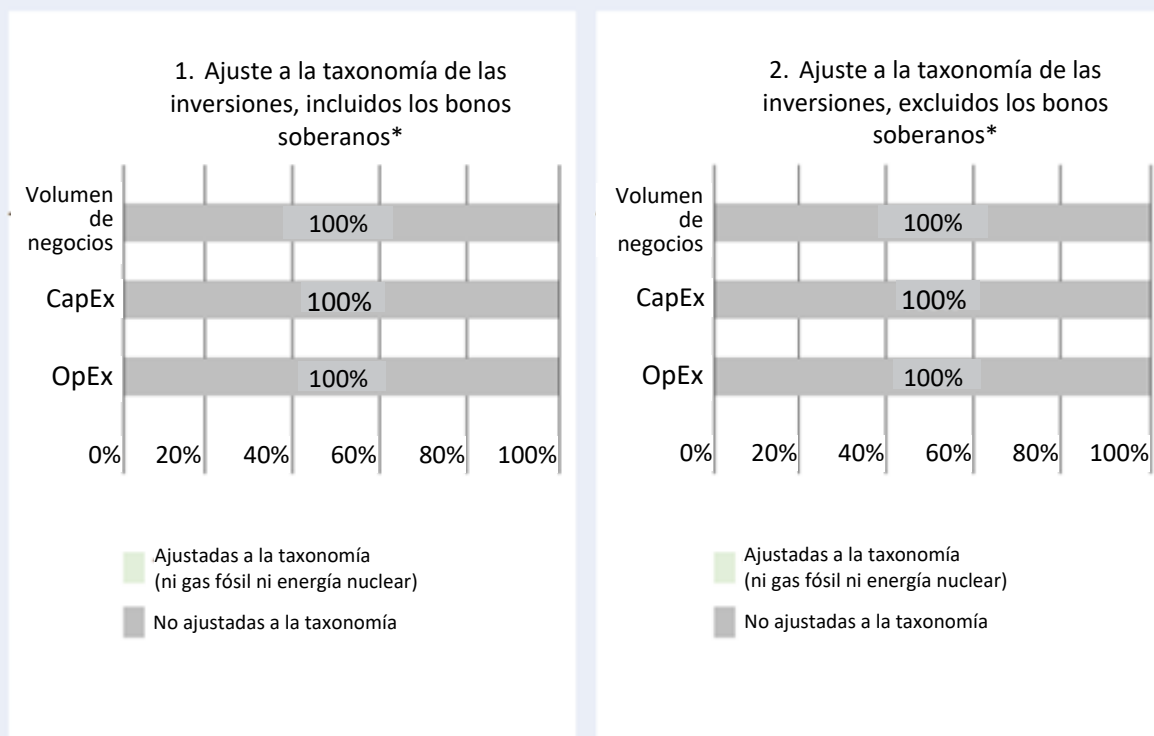 1. Ajuste a la taxonomía de las
inversiones, incluidos los bonos
soberanos*
Volumen
de
negocios
100%
CapEx
100%
OpEx
100%
0% 20% 40% 60% 80% 100%
Ajustadas a la taxonomía
(ni gas fósil ni energía nuclear)
No ajustadas a la taxonomía
2. Ajuste a la taxonomía de las
inversiones, excluidos los bonos
soberanos*
Volumen
de
negocios
100%
CapEx
100%
OpEx
100%
0% 20% 40% 60% 80% 100%
Ajustadas a la taxonomía
(ni gas fósil ni energía nuclear)
No ajustadas a la taxonomía